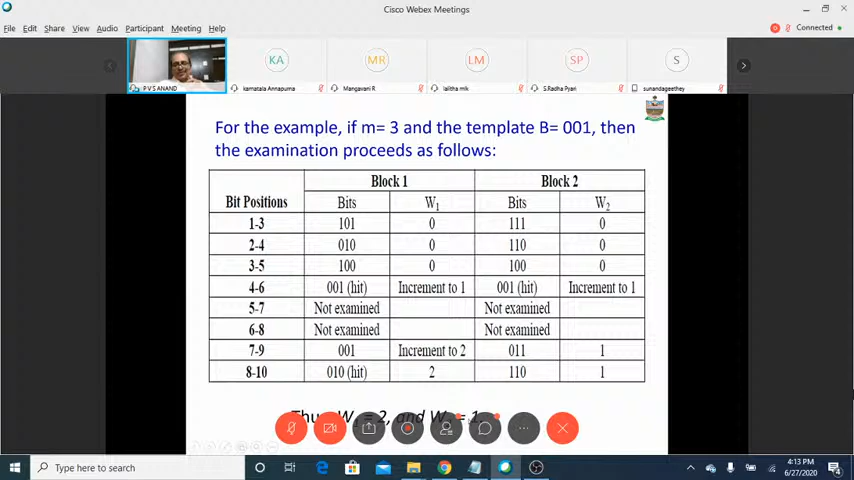 Cisco Webex Meetings
File Edit Share View Audio Participant Meeting Help
Connected
KA MR LM SP S
P V S ANAND kamatala Annapurna Mangavani R lalitha mlk S.Radha Pyari sunandageethey
For the example, if m= 3 and the template B= 001, then
the examination proceeds as follows:
Bit Positions Block 1 Block 2
Bits W1 Bits W2
1-3 101 0 111 0
2-4 010 0 110 0
3-5 100 0 100 0
4-6 001 (hit) Increment to 1 001 (hit) Increment to 1
5-7 Not examined Not examined
6-8 Not examined Not examined
7-9 001 Increment to 2 011 1
8-10 010 (hit) 2 110 1
= 2, and W = 1
Type here to search
4:13 PM
6/27/2020